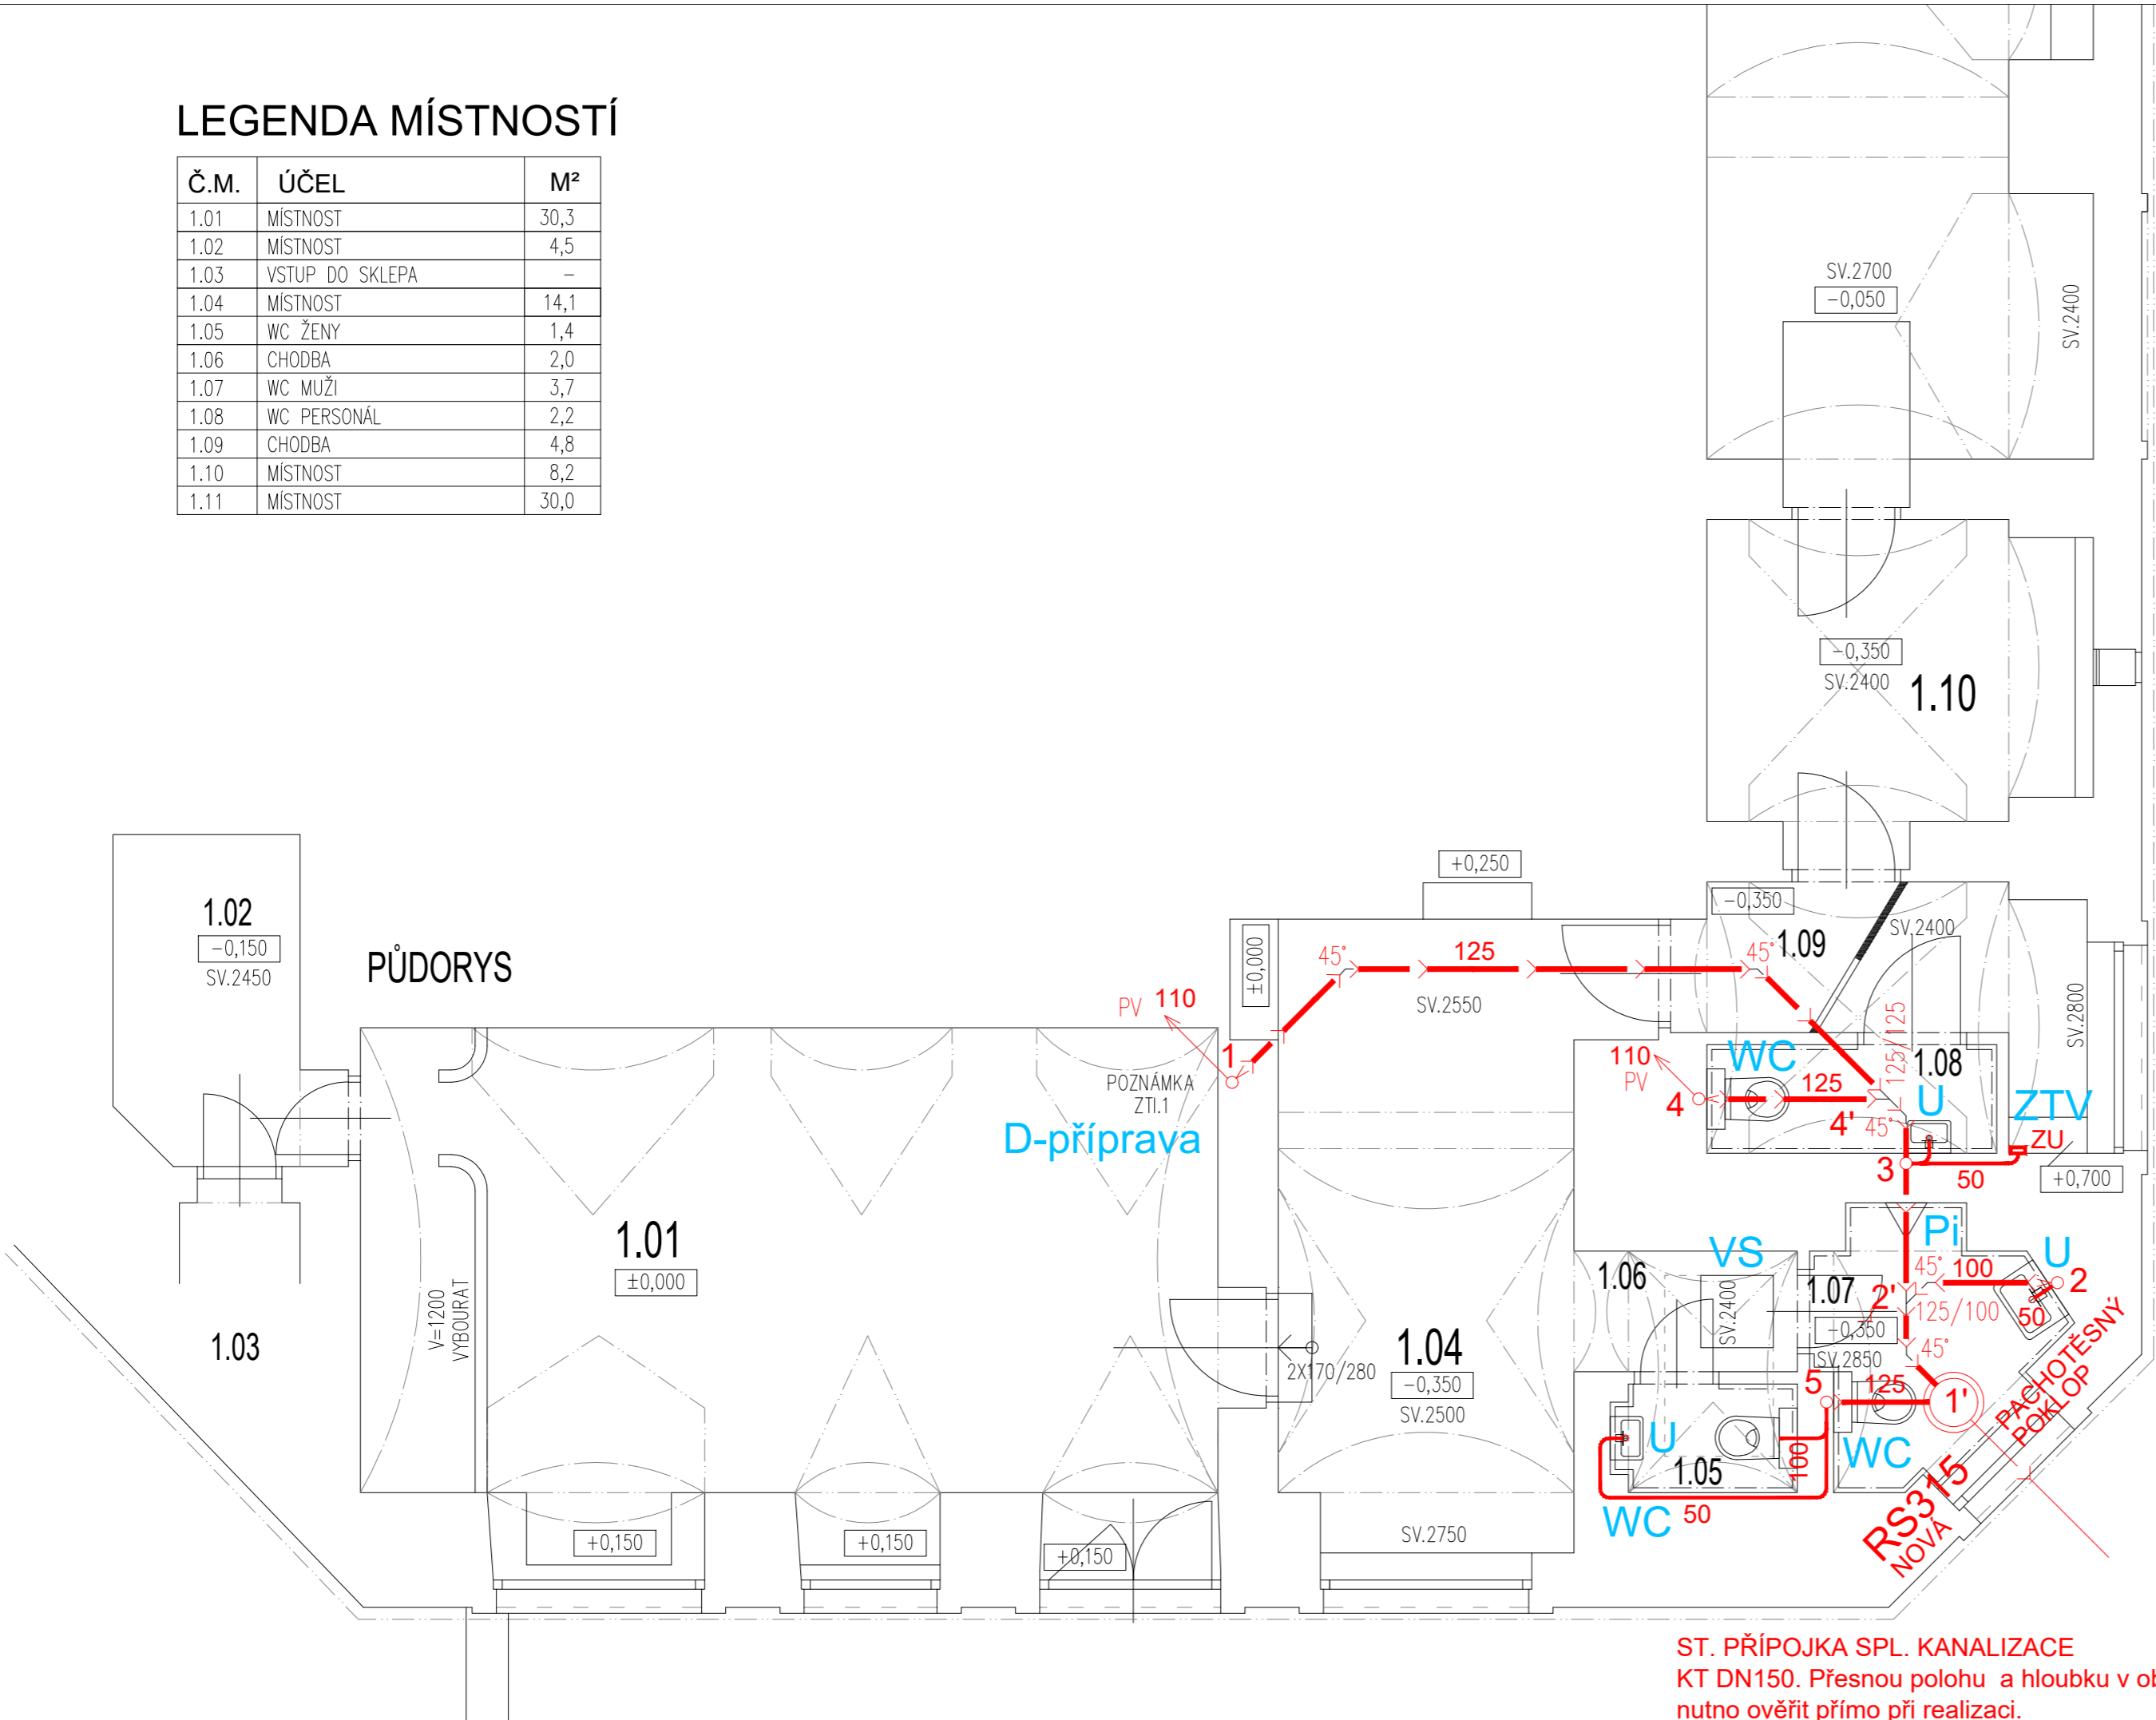 LEGENDA MÍSTNOSTÍ
Č.M. ÚČEL M²
1.01 MÍSTNOST 30,3
1.02 MÍSTNOST 4,5
1.03 VSTUP DO SKLEPA –
1.04 MÍSTNOST 14,1
1.05 WC ŽENY 1,4
1.06 CHODBA 2,0
1.07 WC MUŽI 3,7
1.08 WC PERSONÁL 2,2
1.09 CHODBA 4,8
1.10 MÍSTNOST 8,2
1.11 MÍSTNOST 30,0
SV.2700
-0,050
SV.2400
-0,350
SV.2400
1.10
+0,250
1.02
-0,150
SV.2450
PŮDORYS
±0,000
45°
125
45°
1.09
-0,350
SV.2400
SV.2550
SV.2800
PV 110
1
POZNÁMKA
ZTI.1
D-příprava
110
PV
WC
125
4
4'
45°
125/125
1.08
U
ZTV
ZU
3
50
+0,700
1.01
±0,000
V=1200
VYBOURAT
1.03
2X170/280
1.04
-0,350
SV.2500
1.06
VS
SV.2400
1.07
-0,350
SV.2850
Pi
45°
100
U
2
2'
125/100
50
45°
5
125
1'
PACHOTĚSNÝ
POKLOP
U
1.05
100
WC
WC
50
RS315
NOVÁ
+0,150
+0,150
+0,150
SV.2750
ST. PŘÍPOJKA SPL. KANALIZACE
KT DN150. Přesnou polohu a hloubku v ob
nutno ověřit přímo při realizaci.